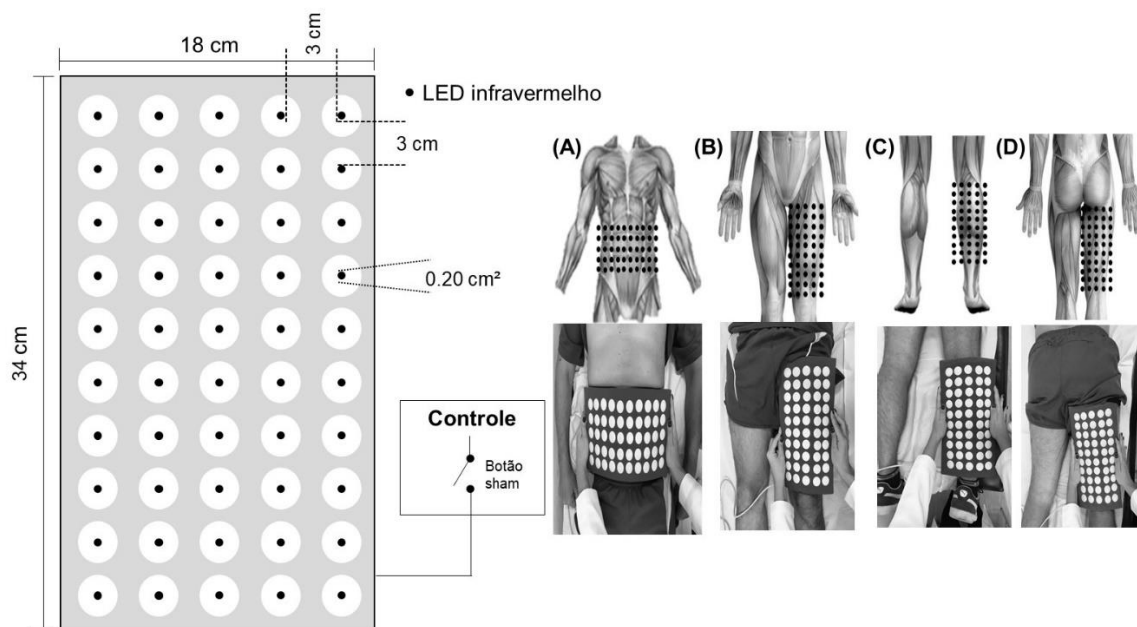 18 cm
3 cm
• LED infravermelho
3 cm
0.20 cm²
34 cm
Controle
Botão
sham
(A)
(B)
(C)
(D)